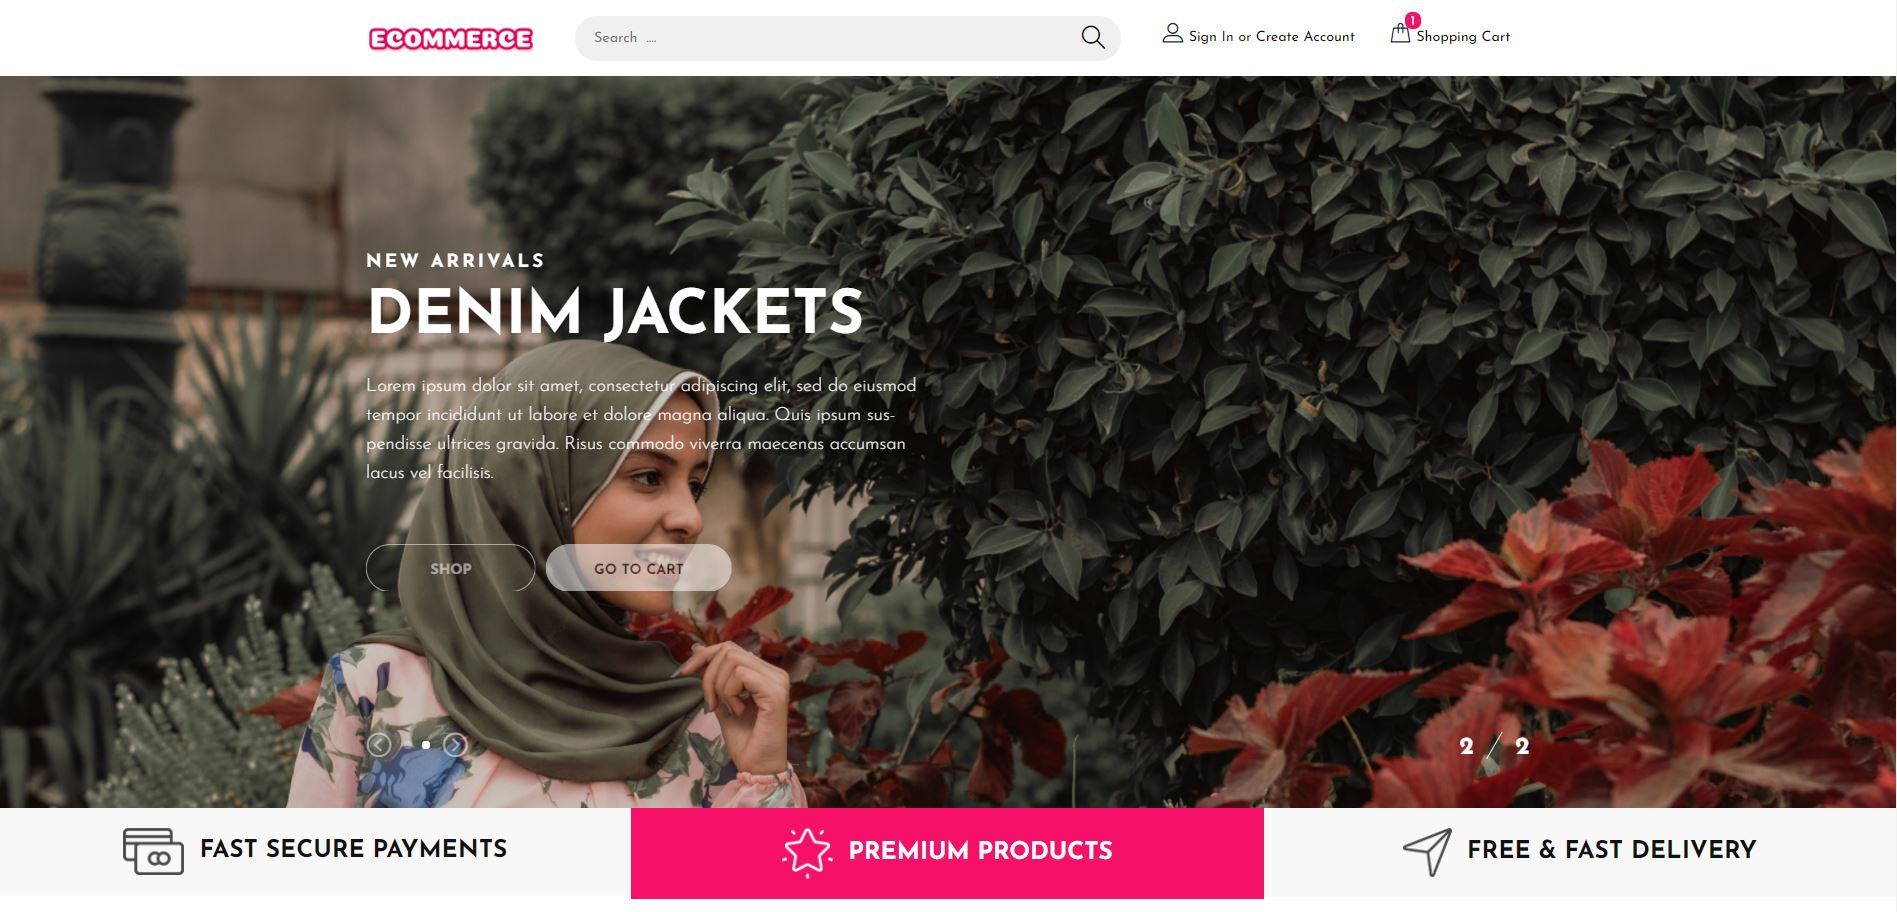 ECOMMERCE
Search ....
Sign In or Create Account
1
Shopping Cart
NEW ARRIVALS
DENIM JACKETS
Lorem ipsum dolor sit amet, consectetur adipiscing elit, sed do eiusmod
tempor incididunt ut labore et dolore magna aliqua. Quis ipsum sus-
pendisse ultrices gravida. Risus commodo viverra maecenas accumsan
lacus vel facilisis.
SHOP
GO TO CART
2 / 2
FAST SECURE PAYMENTS
PREMIUM PRODUCTS
FREE & FAST DELIVERY